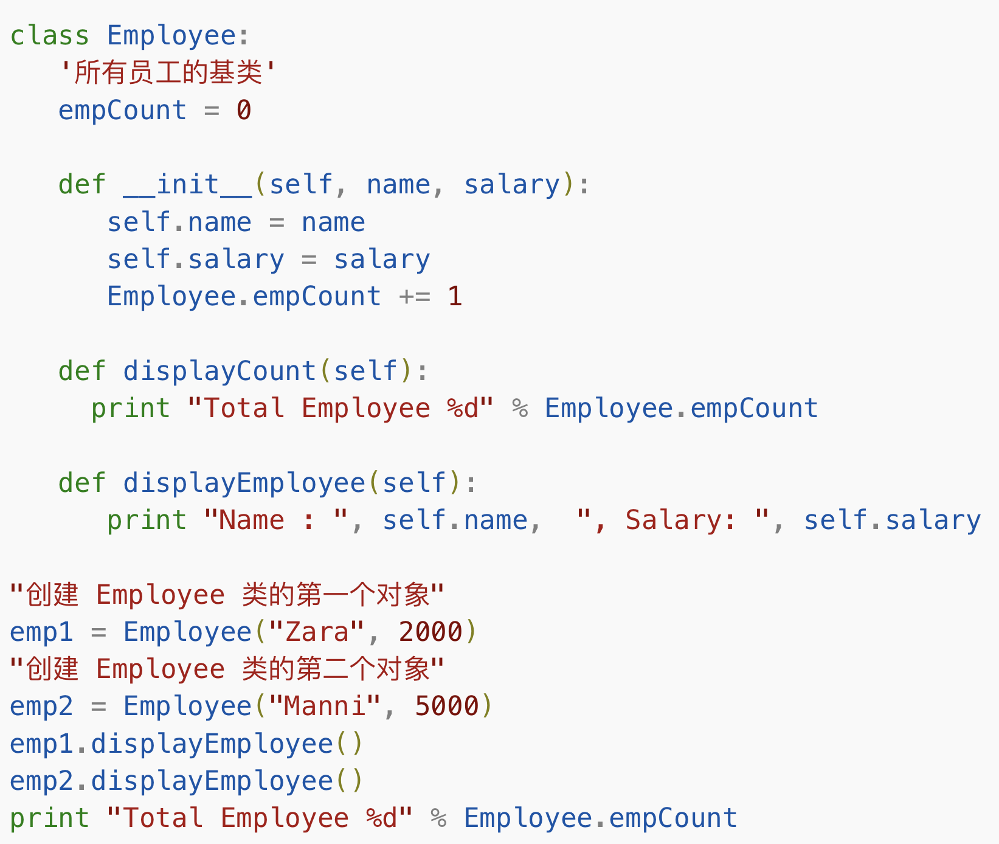 class Employee:
   '所有员工的基类'
   empCount = 0

   def __init__(self, name, salary):
      self.name = name
      self.salary = salary
      Employee.empCount += 1

   def displayCount(self):
     print "Total Employee %d" % Employee.empCount

   def displayEmployee(self):
      print "Name : ", self.name,  ", Salary: ", self.salary

"创建 Employee 类的第一个对象"
emp1 = Employee("Zara", 2000)
"创建 Employee 类的第二个对象"
emp2 = Employee("Manni", 5000)
emp1.displayEmployee()
emp2.displayEmployee()
print "Total Employee %d" % Employee.empCount